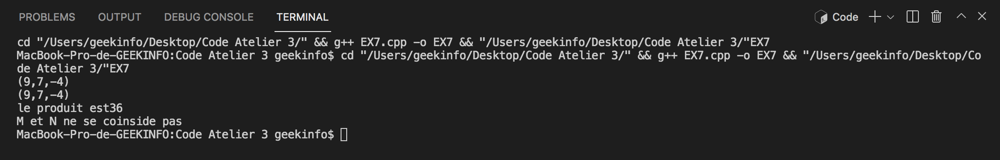 PROBLEMS OUTPUT DEBUG CONSOLE TERMINAL Code
cd "/Users/geekinfo/Desktop/Code Atelier 3/" && g++ EX7.cpp -o EX7 && "/Users/geekinfo/Desktop/Code Atelier 3/"EX7
MacBook-Pro-de-GEEKINFO:Code Atelier 3 geekinfo$ cd "/Users/geekinfo/Desktop/Code Atelier 3/" && g++ EX7.cpp -o EX7 && "/Users/geekinfo/Desktop/Co
de Atelier 3/"EX7
(9,7,-4)
(9,7,-4)
le produit est36
M et N ne se coinside pas
MacBook-Pro-de-GEEKINFO:Code Atelier 3 geekinfo$